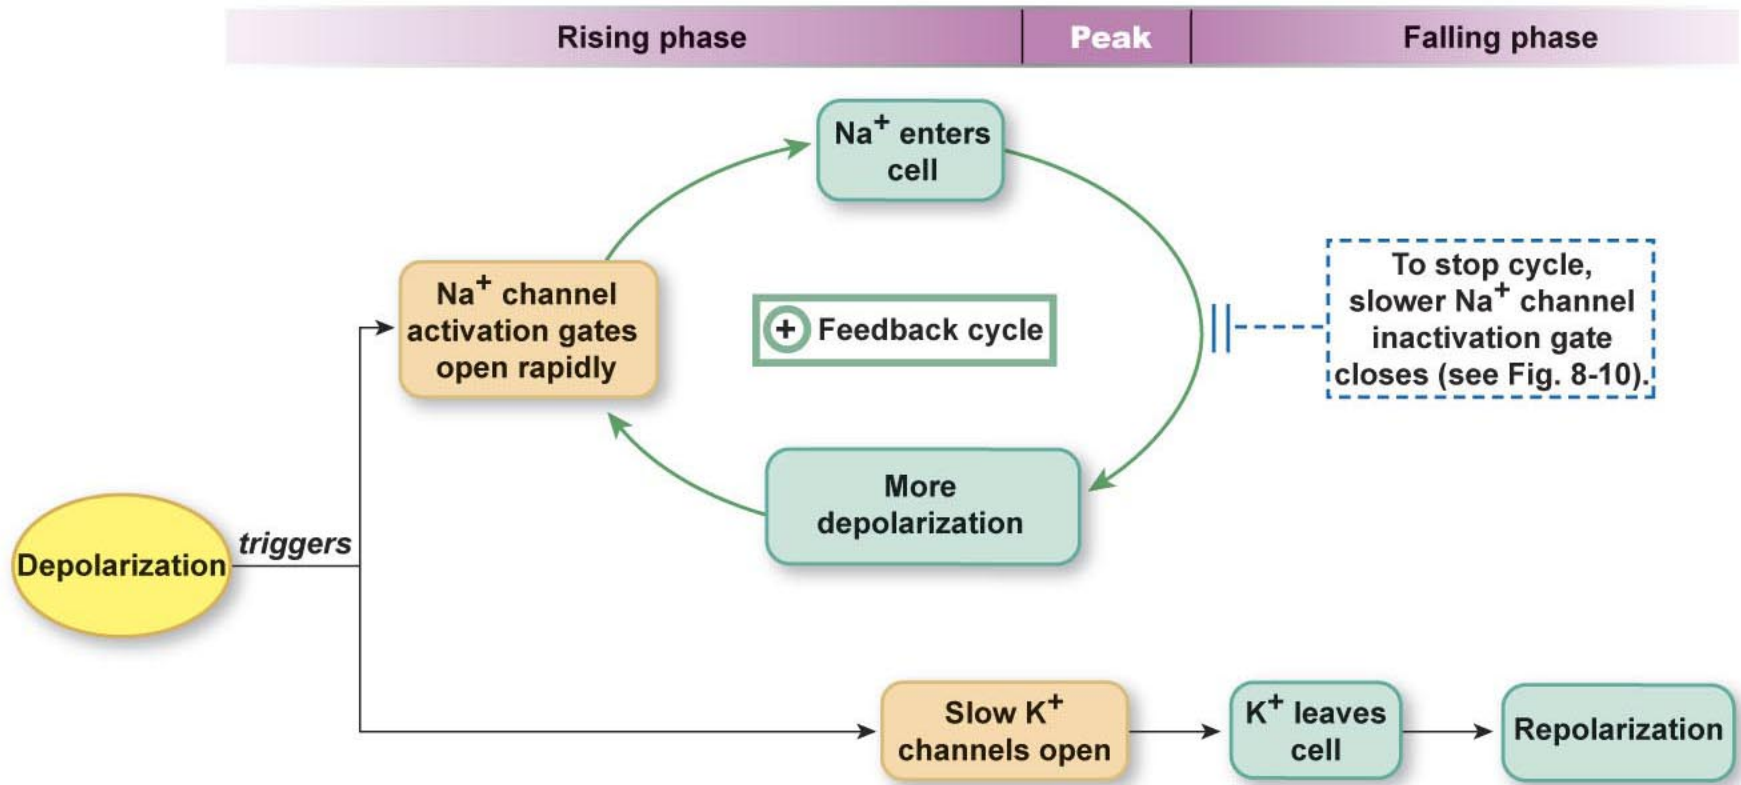 Rising phase
Peak
Falling phase
Na+ enters
cell
Na+ channel
activation gates
open rapidly
+ Feedback cycle
To stop cycle,
slower Na+ channel
inactivation gate
closes (see Fig. 8-10).
More
depolarization
Depolarization
triggers
Slow K+
channels open
K+ leaves
cell
Repolarization